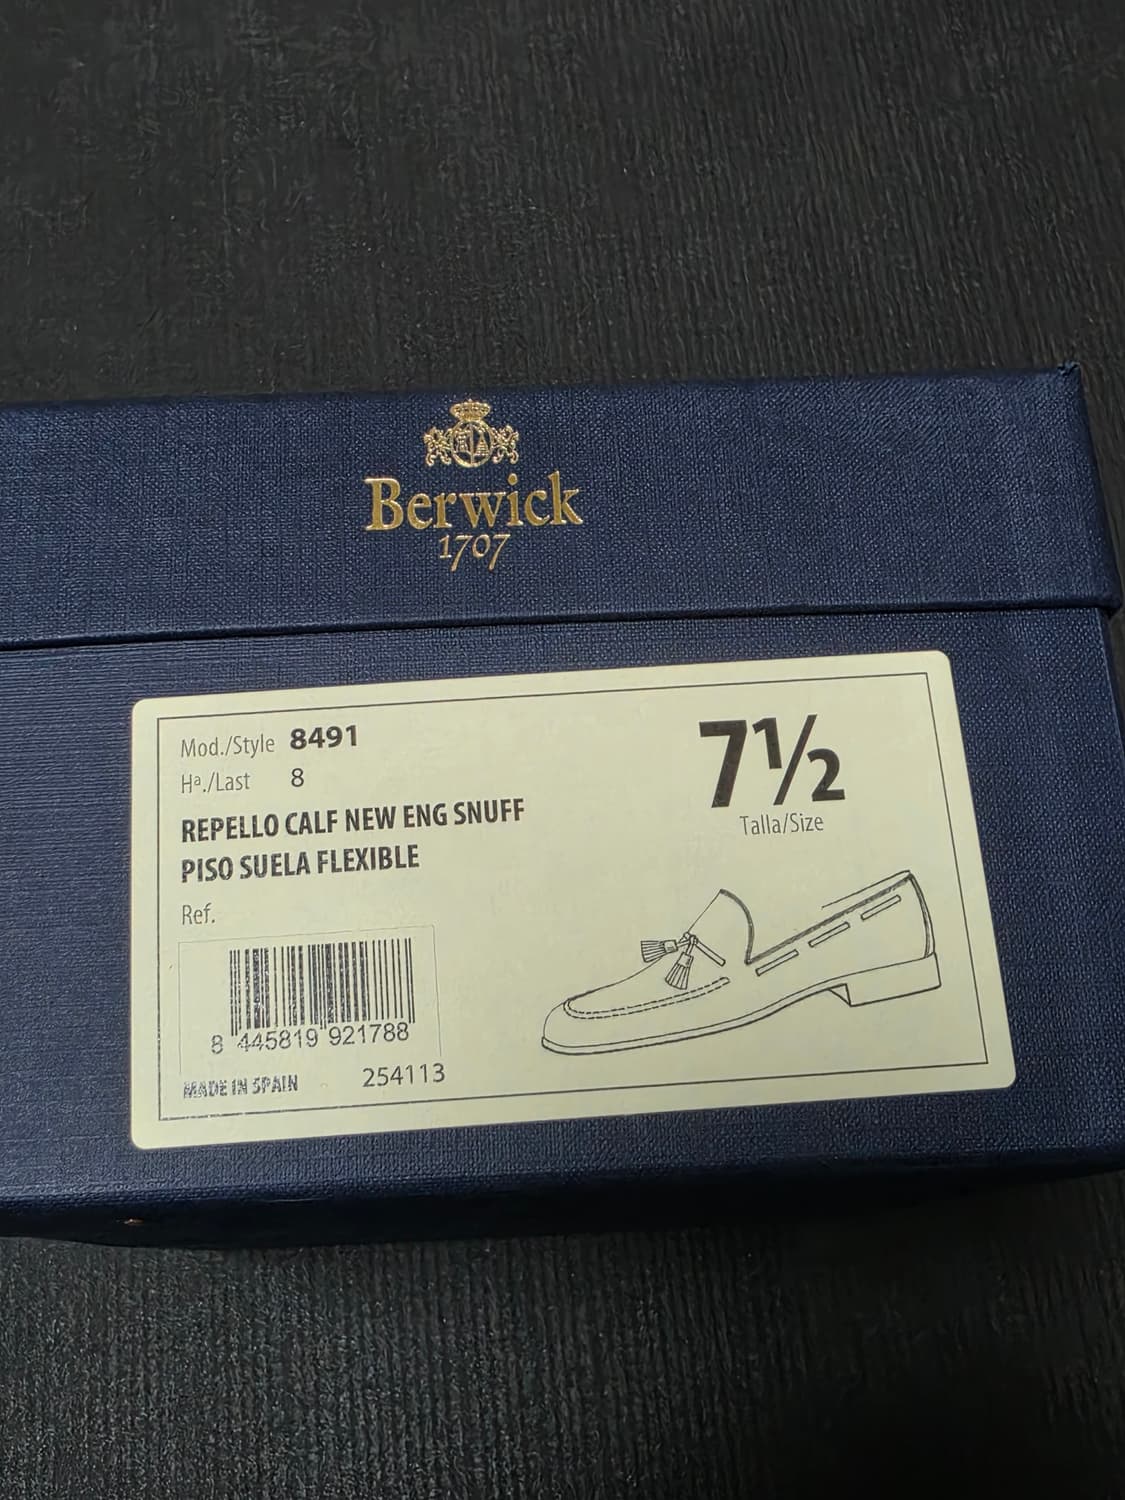 Berwick
1707
Mod./Style 8491
Hª./Last 8
REPELLO CALF NEW ENG SNUFF
PISO SUELA FLEXIBLE
Ref.
8 445819 921788
MADE IN SPAIN 254113
7½
Talla/Size